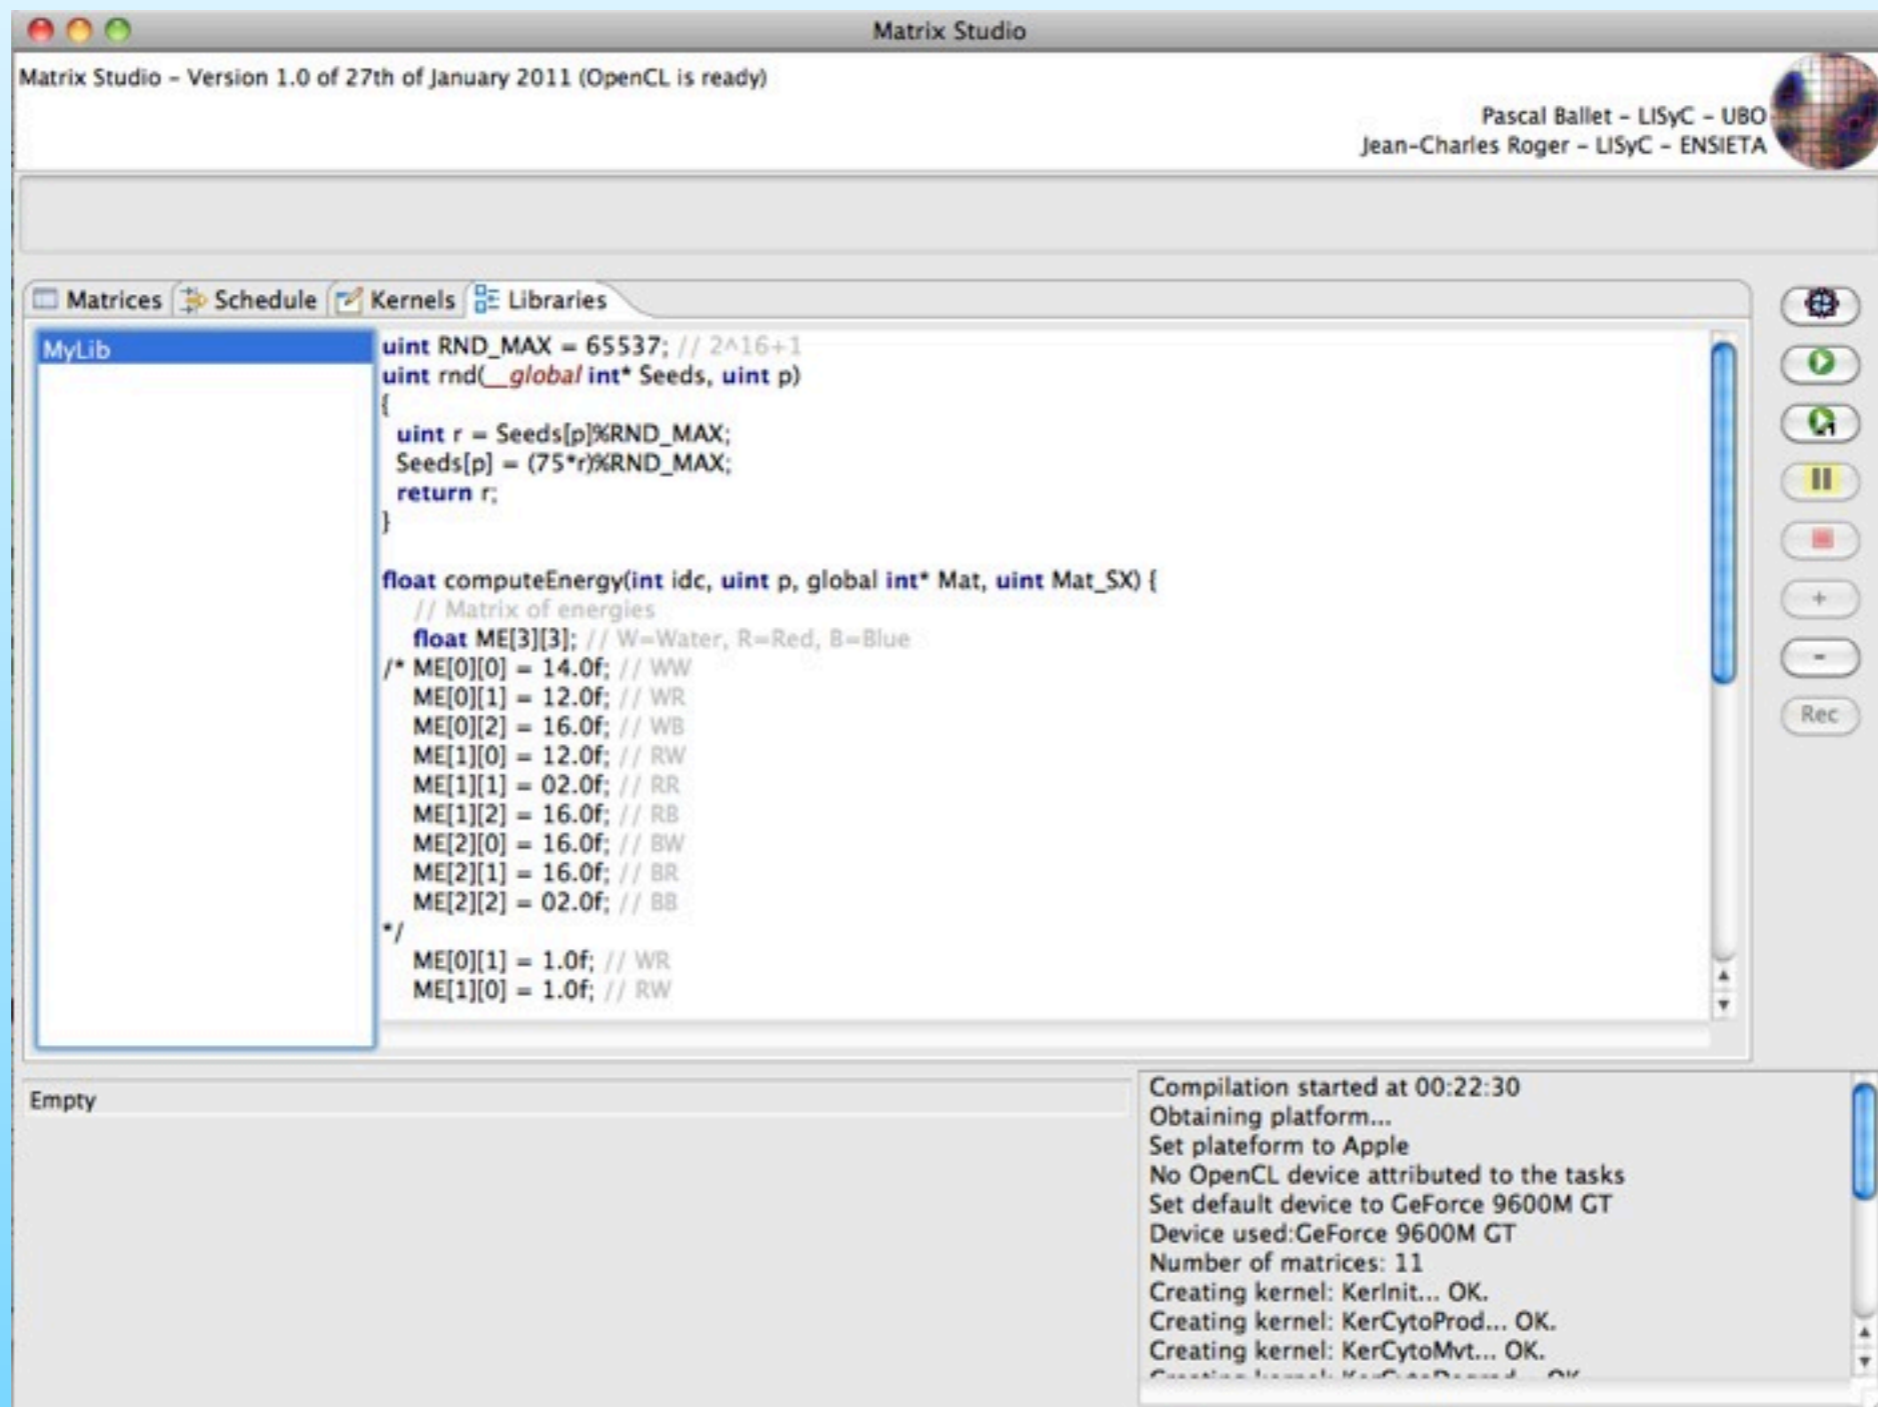 Matrix Studio
Matrix Studio – Version 1.0 of 27th of January 2011 (OpenCL is ready)
Pascal Ballet – LISyC – UBO
Jean-Charles Roger – LISyC – ENSIETA
Matrices Schedule Kernels Libraries
MyLib
uint RND_MAX = 65537; // 2^16+1
uint rnd(__global int* Seeds, uint p)
{
uint r = Seeds[p]%RND_MAX;
Seeds[p] = (75*r)%RND_MAX;
return r;
}
float computeEnergy(int idc, uint p, global int* Mat, uint Mat_SX) {
// Matrix of energies
float ME[3][3]; // W=Water, R=Red, B=Blue
/* ME[0][0] = 14.0f; // WW
ME[0][1] = 12.0f; // WR
ME[0][2] = 16.0f; // WB
ME[1][0] = 12.0f; // RW
ME[1][1] = 02.0f; // RR
ME[1][2] = 16.0f; // RB
ME[2][0] = 16.0f; // BW
ME[2][1] = 16.0f; // BR
ME[2][2] = 02.0f; // BB
*/
ME[0][1] = 1.0f; // WR
ME[1][0] = 1.0f; // RW
+
-
Rec
Empty
Compilation started at 00:22:30
Obtaining platform...
Set plateform to Apple
No OpenCL device attributed to the tasks
Set default device to GeForce 9600M GT
Device used:GeForce 9600M GT
Number of matrices: 11
Creating kernel: KerInit... OK.
Creating kernel: KerCytoProd... OK.
Creating kernel: KerCytoMvt... OK.
Creating kernel: KerCytoDegrad... OK